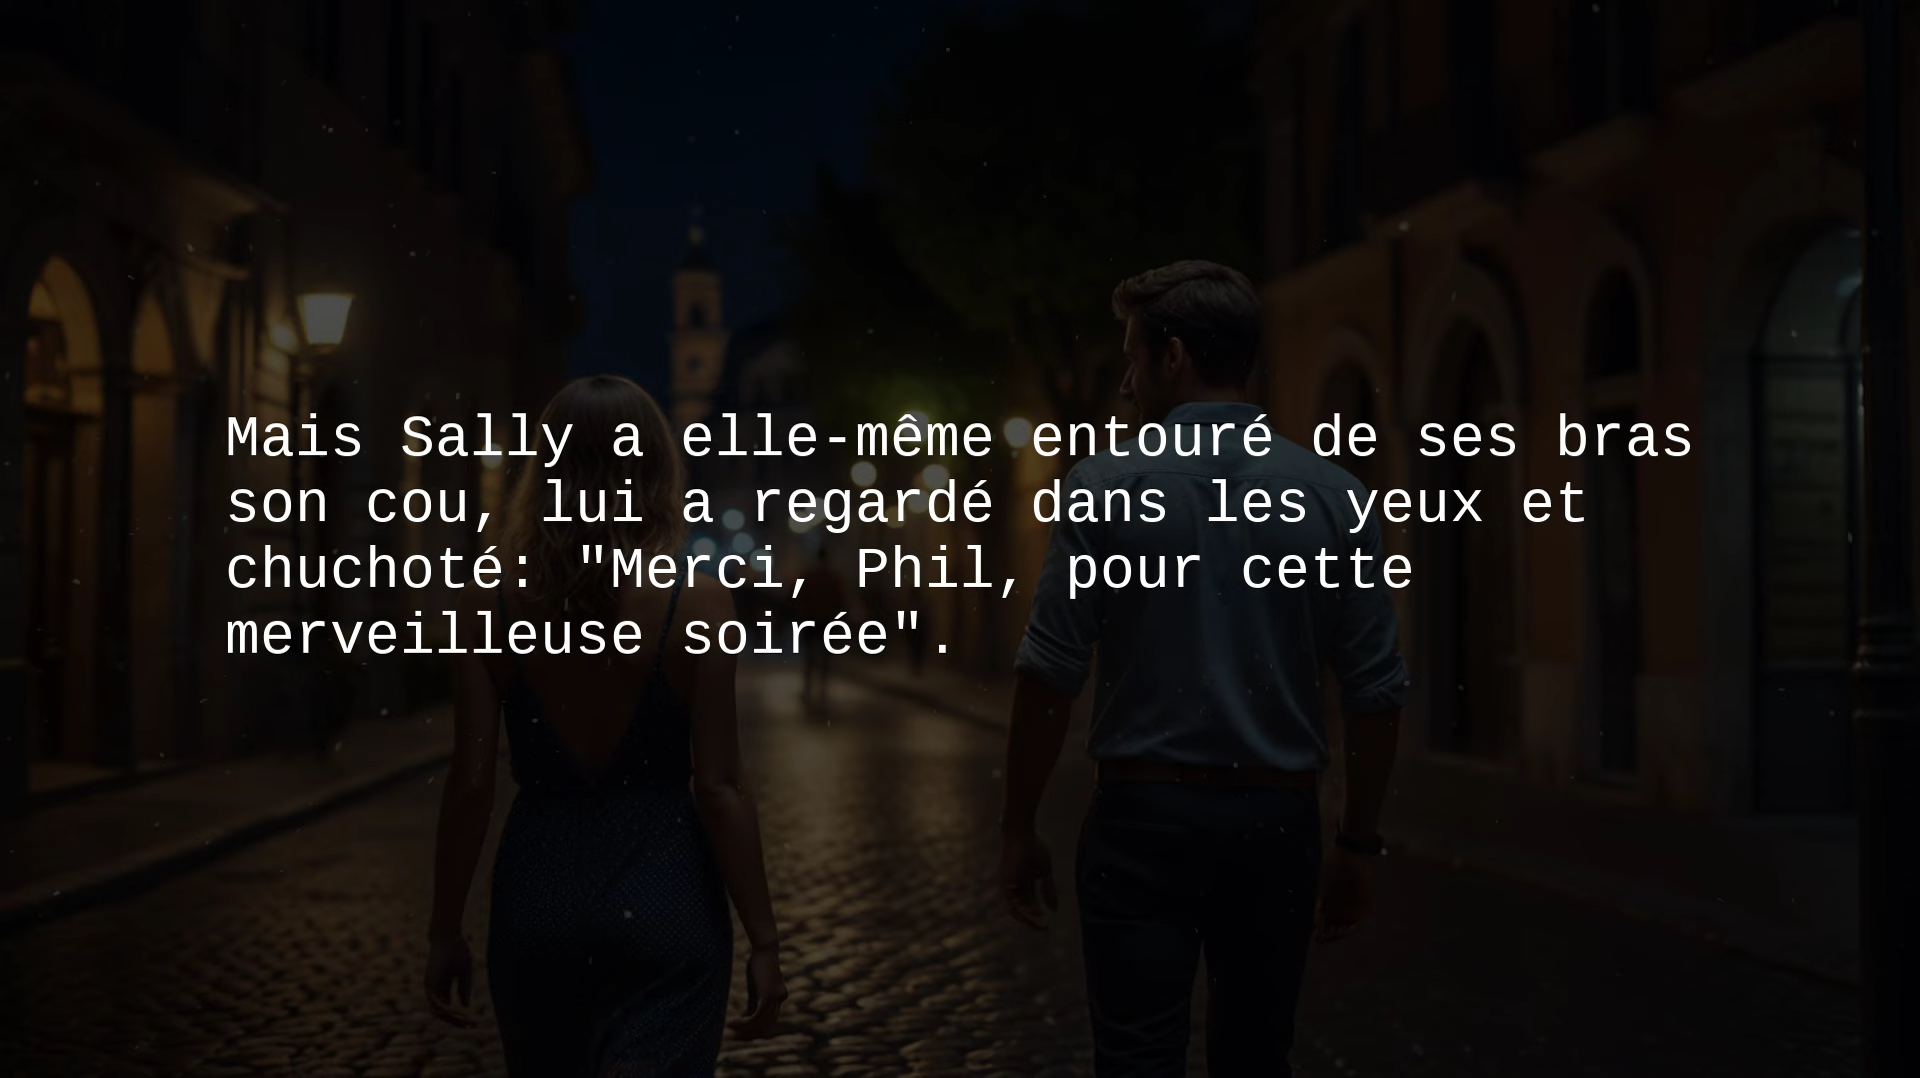 Mais Sally a elle-même entouré de ses bras
son cou, lui a regardé dans les yeux et
chuchoté: "Merci, Phil, pour cette
merveilleuse soirée".